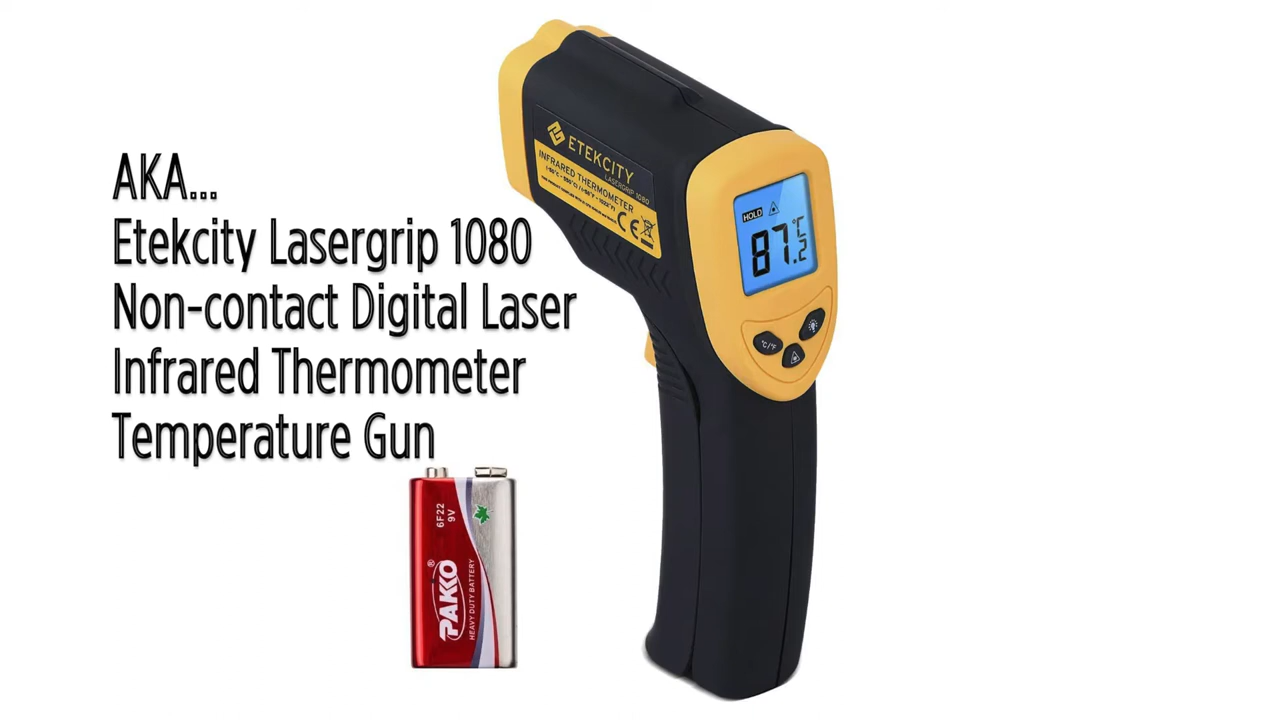 AKA...
Etekcity Lasergrip 1080
Non-contact Digital Laser
Infrared Thermometer
Temperature Gun
ETEKCITY
LASERGRIP 1080
INFRARED THERMOMETER
CE
HOLD
87.2 °C
°C/°F
6F22
9V
PAKKO®
HEAVY DUTY BATTERY